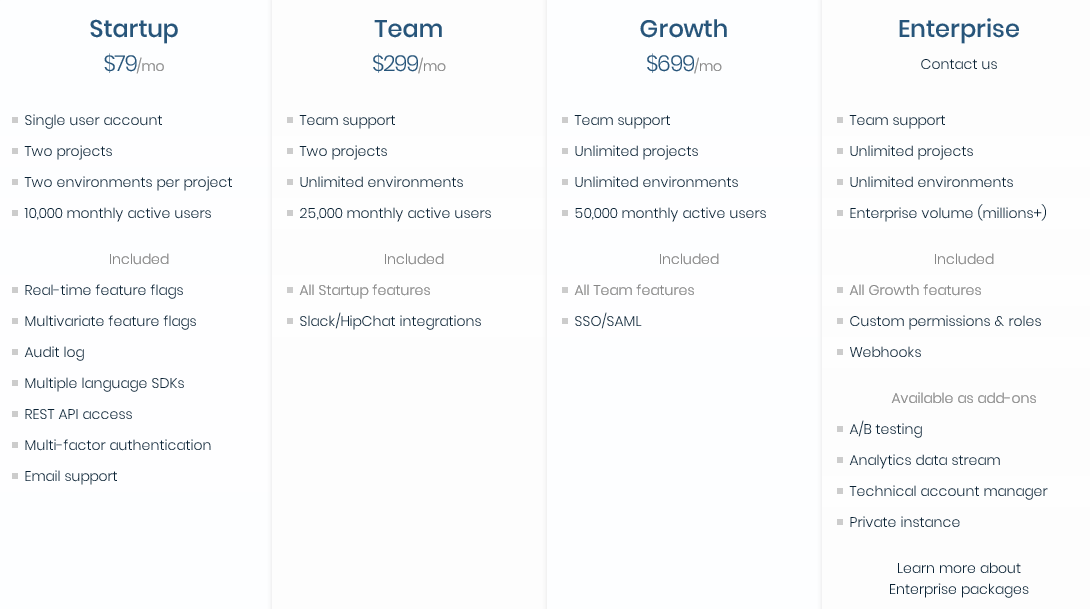 Startup
$79/mo
Single user account
Two projects
Two environments per project
10,000 monthly active users
Included
Real-time feature flags
Multivariate feature flags
Audit log
Multiple language SDKs
REST API access
Multi-factor authentication
Email support
Team
$299/mo
Team support
Two projects
Unlimited environments
25,000 monthly active users
Included
All Startup features
Slack/HipChat integrations
Growth
$699/mo
Team support
Unlimited projects
Unlimited environments
50,000 monthly active users
Included
All Team features
SSO/SAML
Enterprise
Contact us
Team support
Unlimited projects
Unlimited environments
Enterprise volume (millions+)
Included
All Growth features
Custom permissions & roles
Webhooks
Available as add-ons
A/B testing
Analytics data stream
Technical account manager
Private instance
Learn more about
Enterprise packages